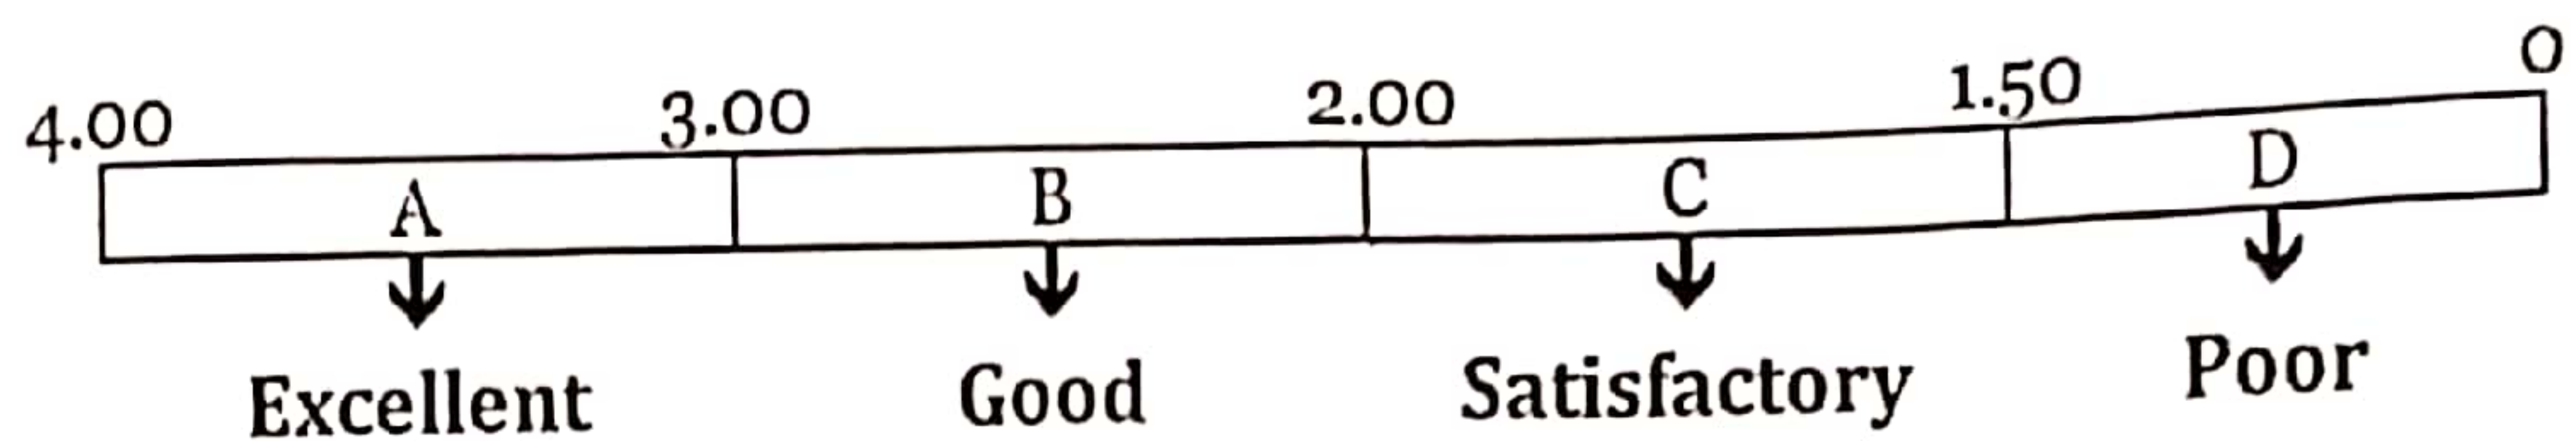 4.00 3.00 2.00 1.50 0
A B C D
Excellent Good Satisfactory Poor